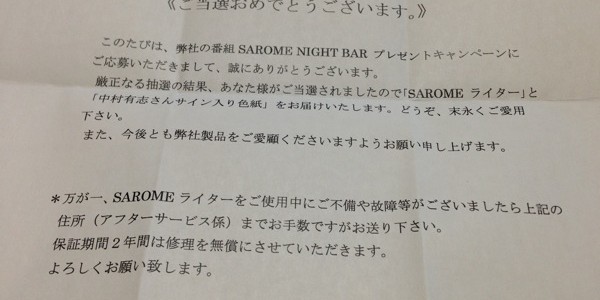 《ご当選おめでとうございます。》
このたびは、弊社の番組 SAROME NIGHT BAR プレゼントキャンペーンに
ご応募いただきまして、誠にありがとうございます。
厳正なる抽選の結果、あなた様がご当選されましたので「SAROME ライター」と
「中村有志さんサイン入り色紙」をお届けいたします。どうぞ、末永くご愛用
下さい。
また、今後とも弊社製品をご愛顧くださいますようお願い申し上げます。
＊万が一、SAROME ライターをご使用中にご不備や故障等がございましたら上記の
住所（アフターサービス係）までお手数ですがお送り下さい。
保証期間２年間は修理を無償にさせていただきます。
よろしくお願い致します。